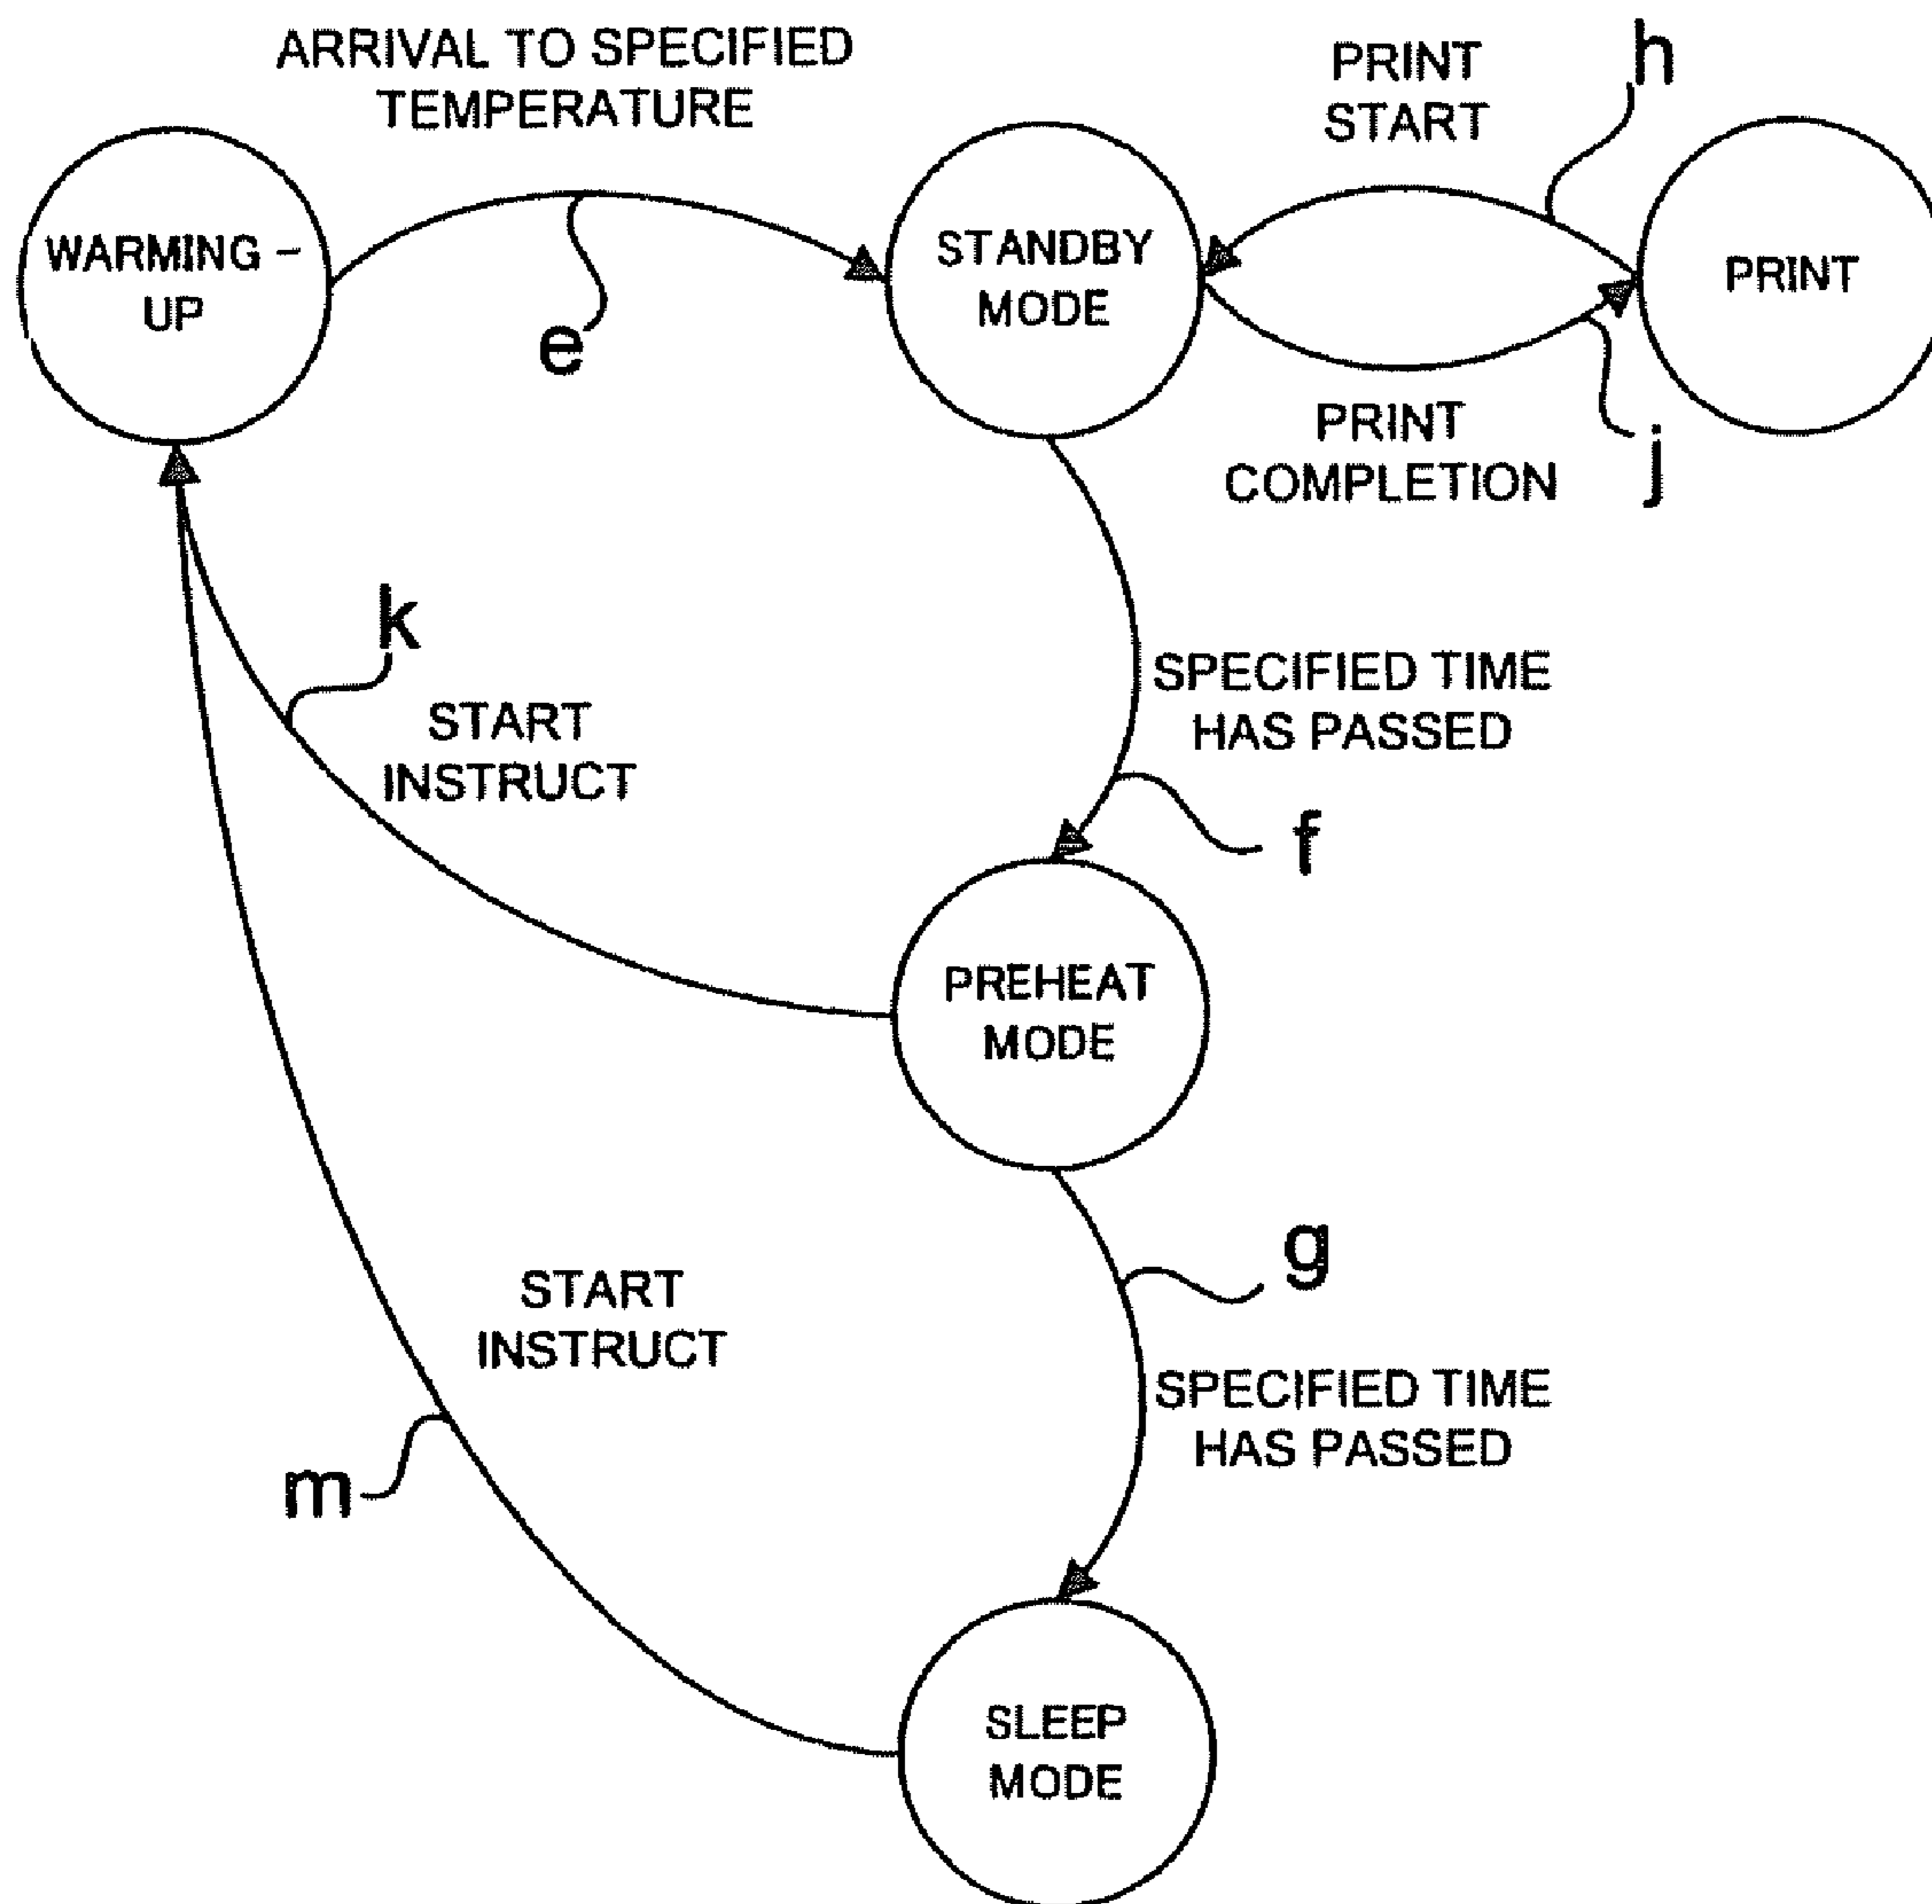 ARRIVAL TO SPECIFIED
TEMPERATURE
PRINT
START
h
WARMING -
UP
e
STANDBY
MODE
PRINT
PRINT
COMPLETION
j
k
START
INSTRUCT
SPECIFIED TIME
HAS PASSED
f
PREHEAT
MODE
g
START
INSTRUCT
SPECIFIED TIME
HAS PASSED
m
SLEEP
MODE